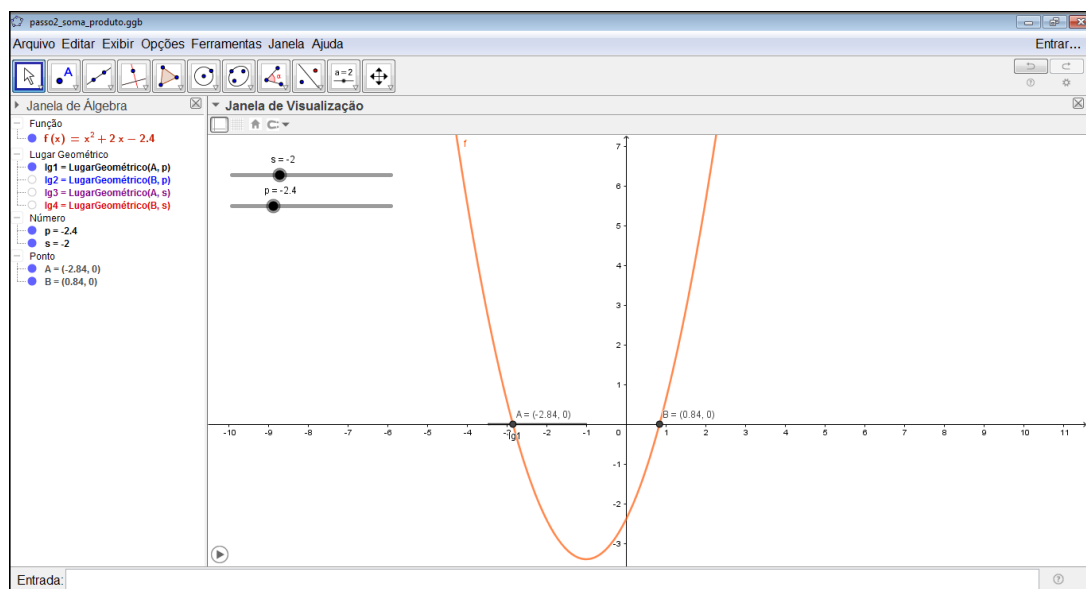 passo2_soma_produto.ggb
Arquivo Editar Exibir Opções Ferramentas Janela Ajuda Entrar...
A α a=2
Janela de Álgebra
Janela de Visualização
Função
f(x) = x² + 2 x − 2.4
Lugar Geométrico
lg1 = LugarGeométrico(A, p)
lg2 = LugarGeométrico(B, p)
lg3 = LugarGeométrico(A, s)
lg4 = LugarGeométrico(B, s)
Número
p = -2.4
s = -2
Ponto
A = (-2.84, 0)
B = (0.84, 0)
s = -2
p = -2.4
f
7
6
5
4
3
2
1
A = (-2.84, 0)
B = (0.84, 0)
-10 -9 -8 -7 -6 -5 -4 -3 -2 -1 0 1 2 3 4 5 6 7 8 9 10 11
lg1
-1
-2
-3
Entrada: